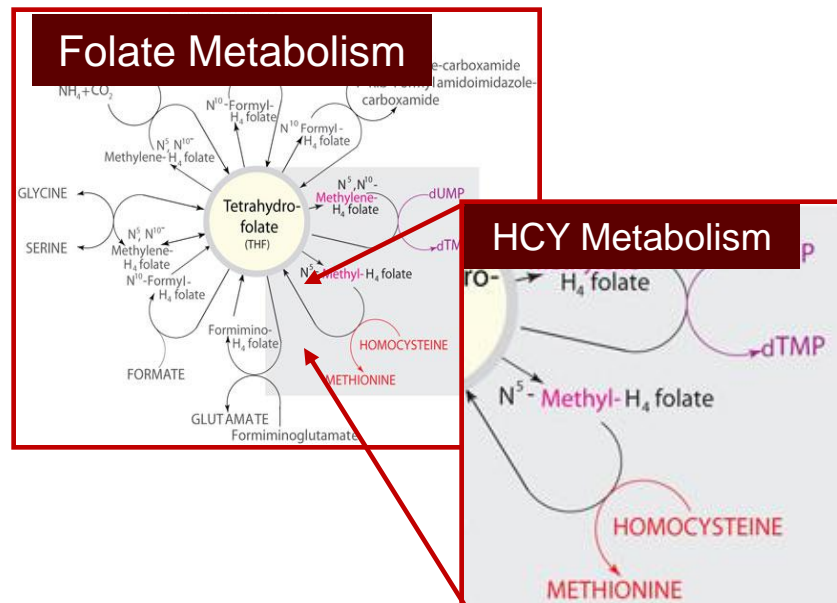 Folate Metabolism
NH₄+CO₂
N¹⁰-Formyl-
H₄ folate
N¹⁰ Formyl-
H₄ folate
-carboxamide
amidoimidazole-
carboxamide
N⁵, N¹⁰-
Methylene-H₄ folate
GLYCINE
SERINE
N⁵, N¹⁰-
Methylene-
H₄ folate
Tetrahydro-
folate
(THF)
N⁵,N¹⁰-
Methylene-
H₄ folate
dUMP
N⁵-Methyl-H₄ folate
N¹⁰-Formyl-
H₄ folate
FORMATE
Formimino-
H₄ folate
GLUTAMATE
Formiminoglutamate
HOMOCYSTEINE
METHIONINE
HCY Metabolism
ro-
H₄ folate
P
dTMP
N⁵-Methyl-H₄ folate
HOMOCYSTEINE
METHIONINE